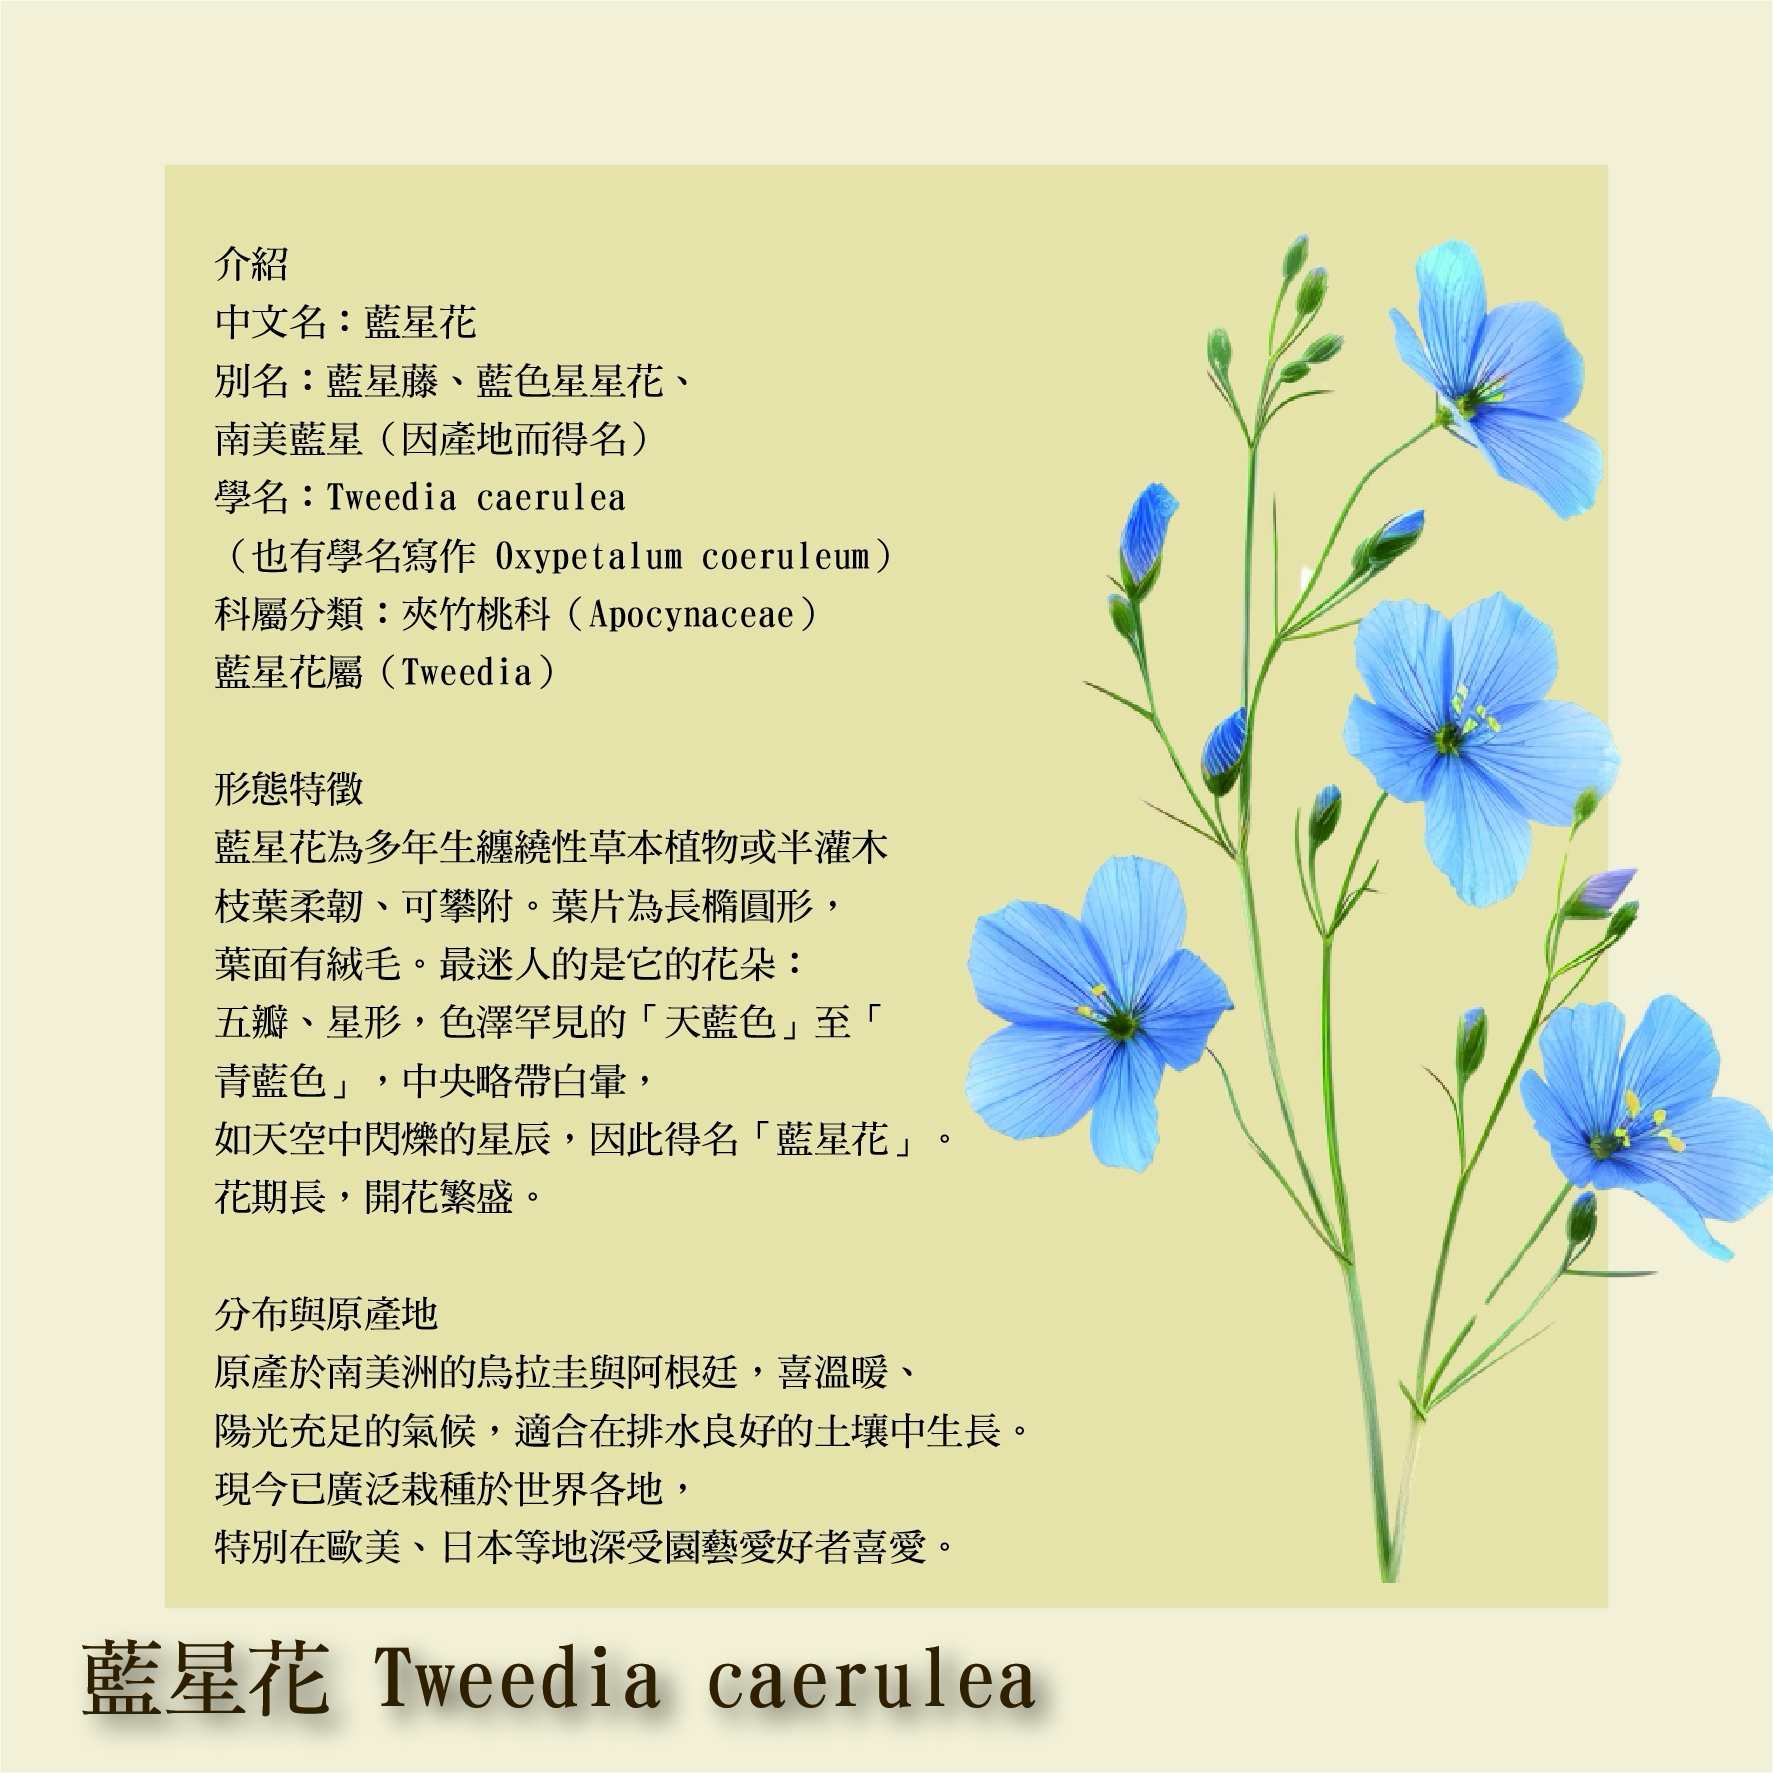 介紹
中文名：藍星花
別名：藍星藤、藍色星星花、
南美藍星（因產地而得名）
學名：Tweedia caerulea
（也有學名寫作 Oxypetalum coeruleum）
科屬分類：夾竹桃科（Apocynaceae）
藍星花屬（Tweedia）
形態特徵
藍星花為多年生纏繞性草本植物或半灌木
枝葉柔韌、可攀附。葉片為長橢圓形，
葉面有絨毛。最迷人的是它的花朵：
五瓣、星形，色澤罕見的「天藍色」至「
青藍色」，中央略帶白暈，
如天空中閃爍的星辰，因此得名「藍星花」。
花期長，開花繁盛。
分布與原產地
原產於南美洲的烏拉圭與阿根廷，喜溫暖、
陽光充足的氣候，適合在排水良好的土壤中生長。
現今已廣泛栽種於世界各地，
特別在歐美、日本等地深受園藝愛好者喜愛。
藍星花 Tweedia caerulea